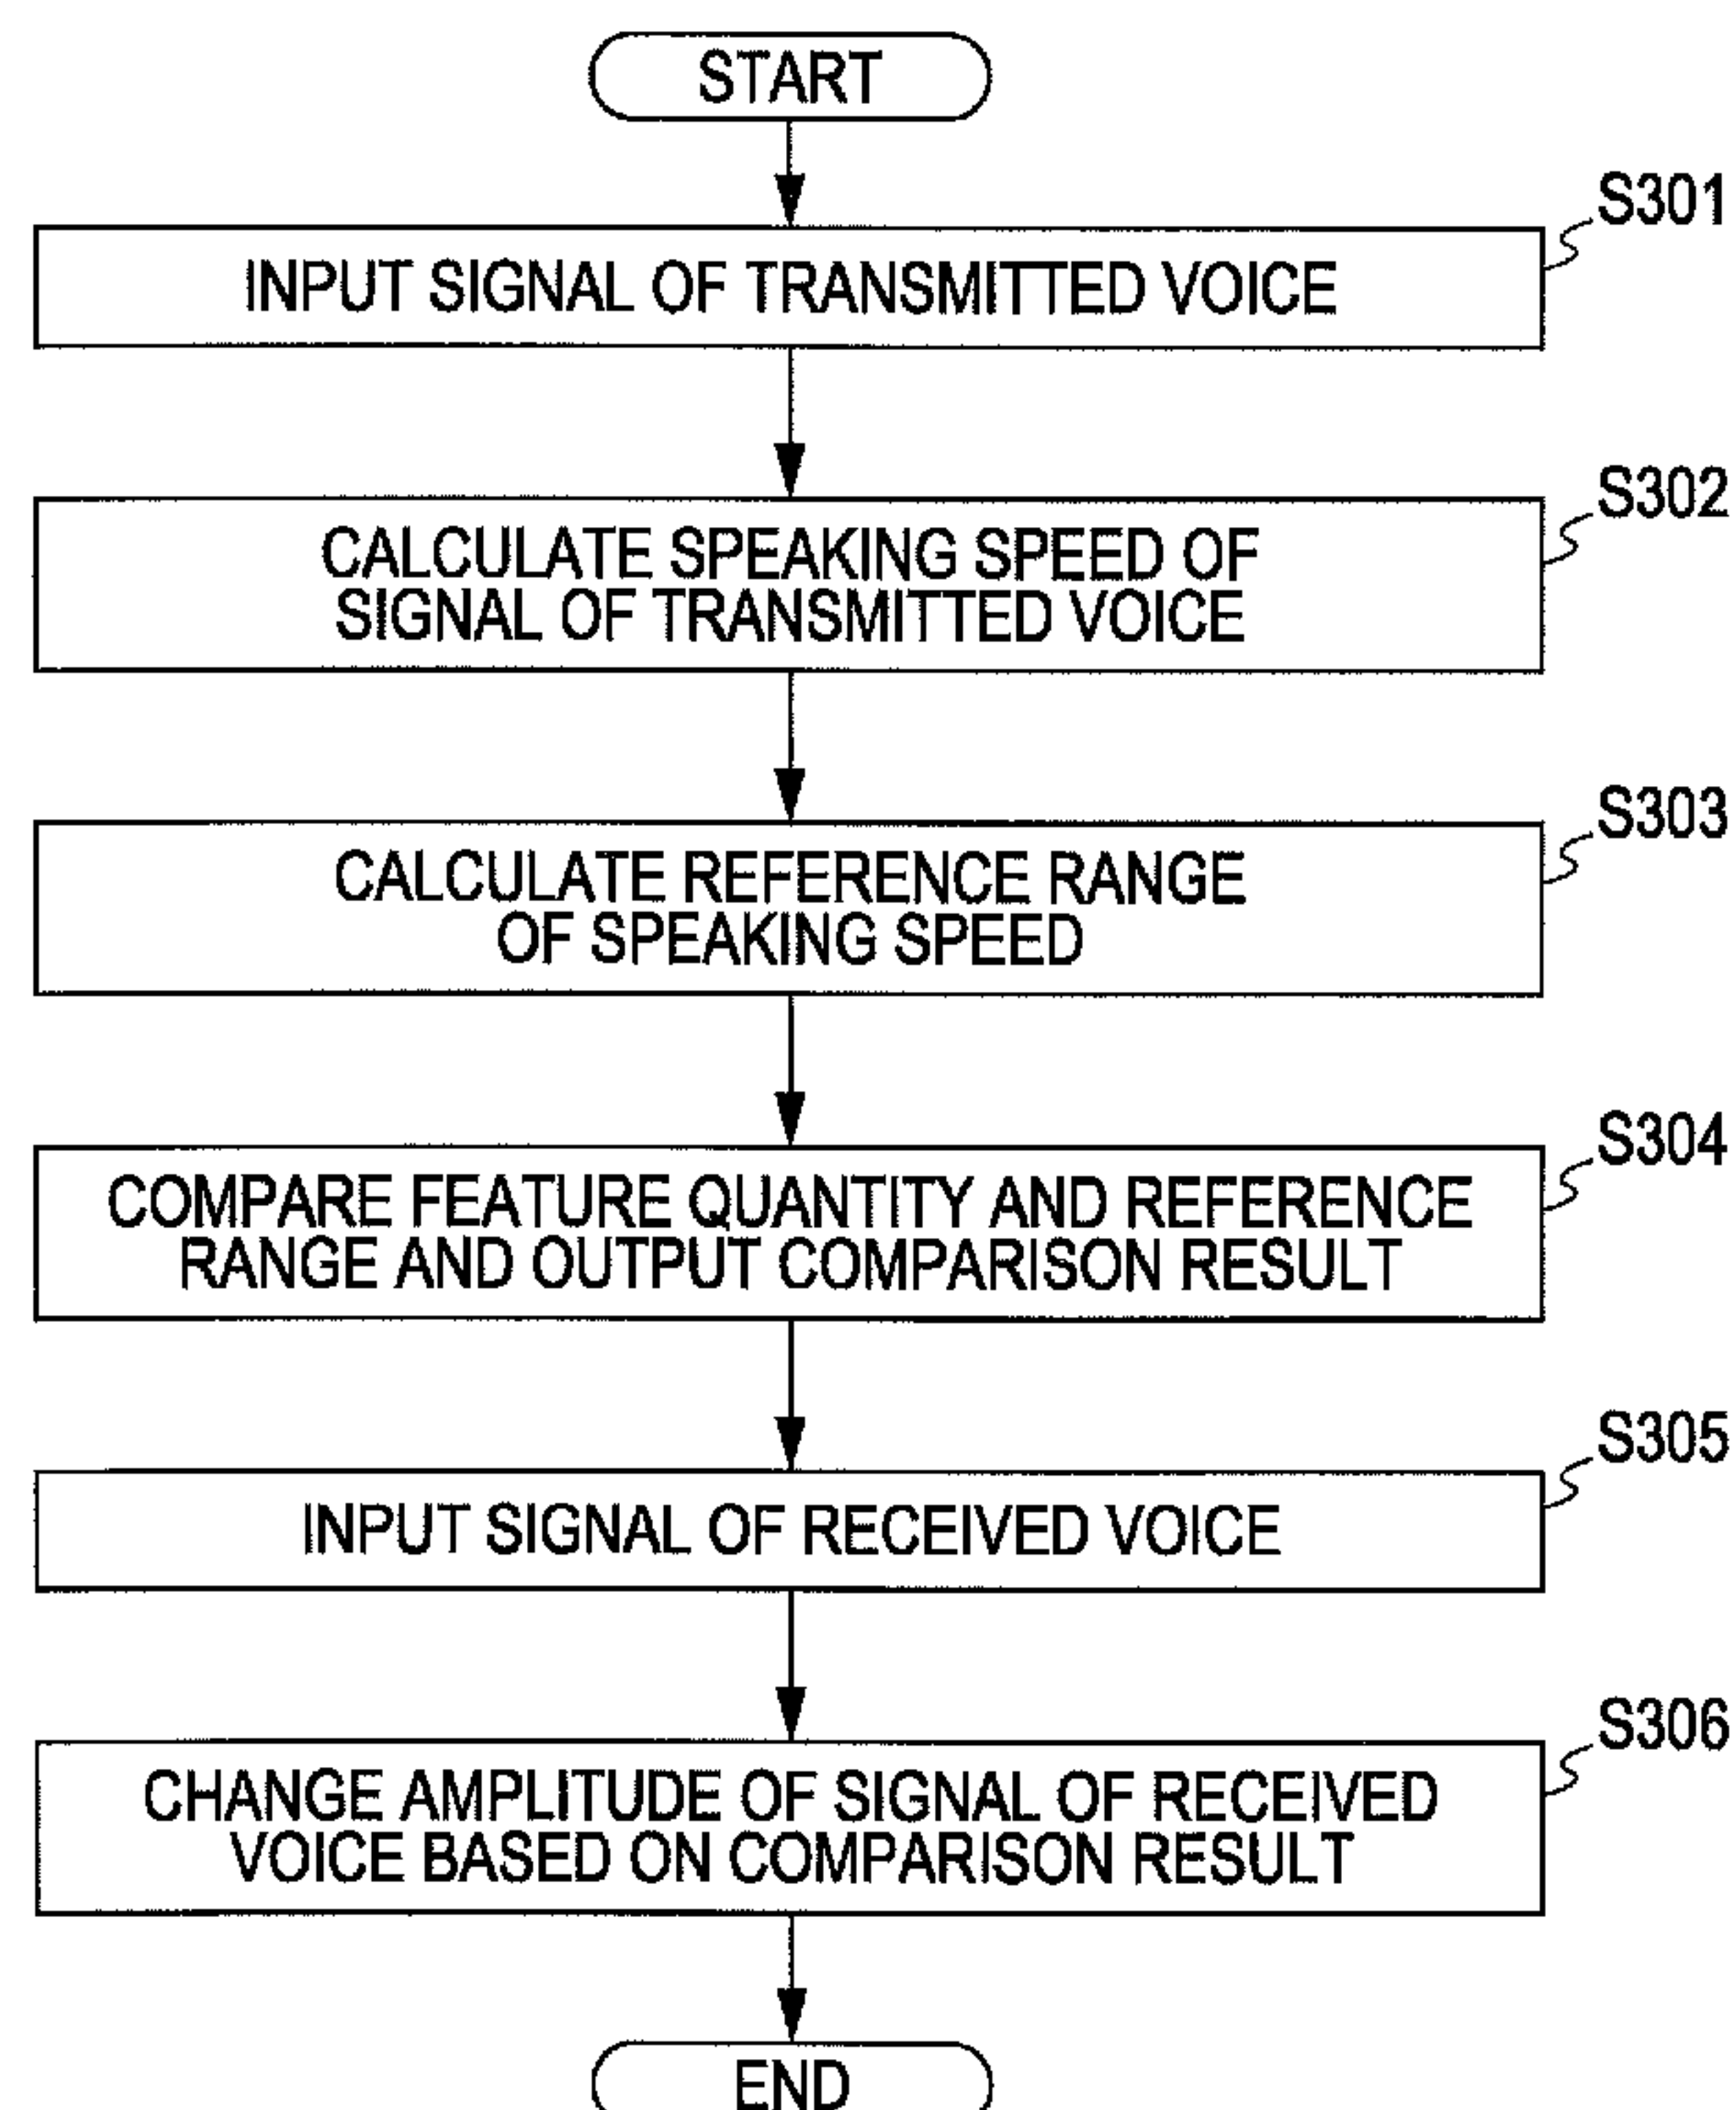 START
S301
INPUT SIGNAL OF TRANSMITTED VOICE
S302
CALCULATE SPEAKING SPEED OF
SIGNAL OF TRANSMITTED VOICE
S303
CALCULATE REFERENCE RANGE
OF SPEAKING SPEED
S304
COMPARE FEATURE QUANTITY AND REFERENCE
RANGE AND OUTPUT COMPARISON RESULT
S305
INPUT SIGNAL OF RECEIVED VOICE
S306
CHANGE AMPLITUDE OF SIGNAL OF RECEIVED
VOICE BASED ON COMPARISON RESULT
END